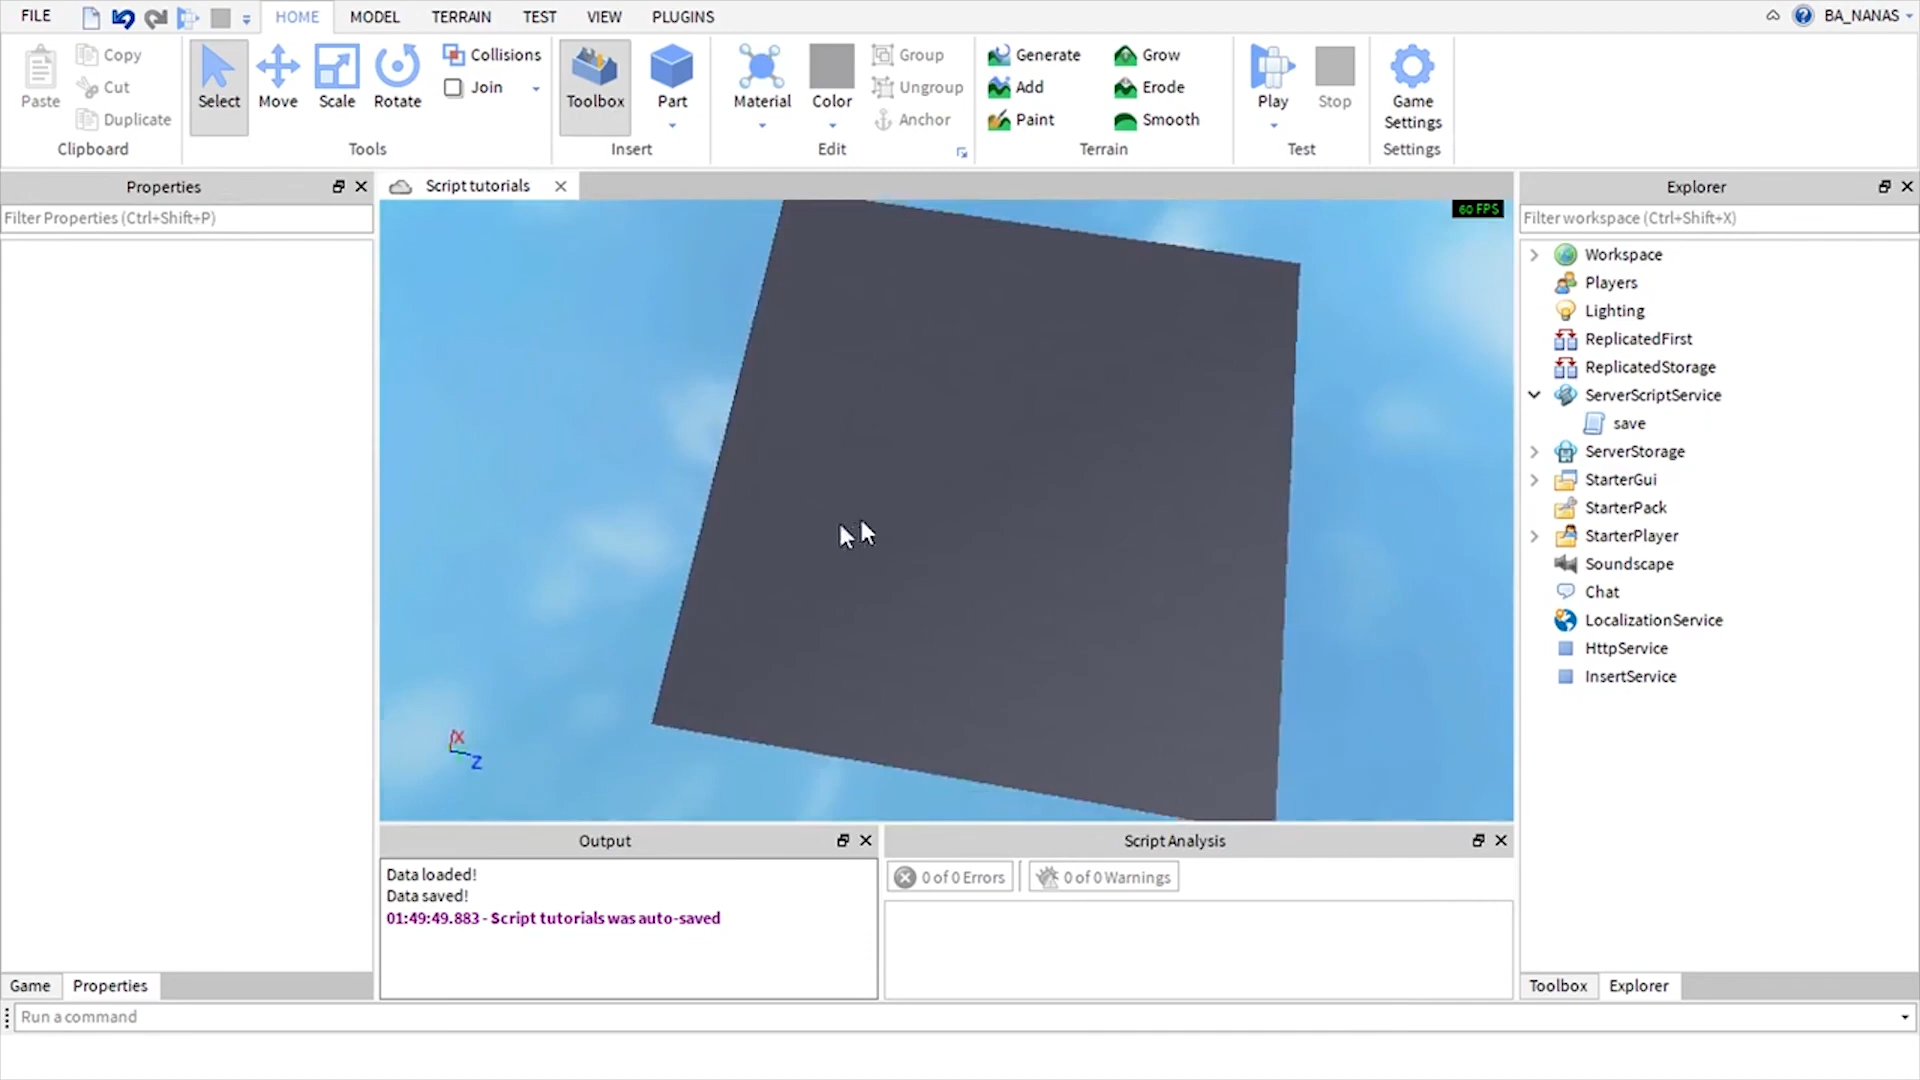 FILE HOME MODEL TERRAIN TEST VIEW PLUGINS BA_NANAS
Paste Copy Cut Duplicate
Clipboard
Select Move Scale Rotate Collisions Join
Tools
Toolbox Part
Insert
Material Color Group Ungroup Anchor
Edit
Generate Grow
Add Erode
Paint Smooth
Terrain
Play Stop
Test
Game Settings
Settings
Properties
Filter Properties (Ctrl+Shift+P)
Game Properties
Script tutorials
60 FPS
X
Z
Output
Data loaded!
Data saved!
01:49:49.883 - Script tutorials was auto-saved
Script Analysis
0 of 0 Errors 0 of 0 Warnings
Explorer
Filter workspace (Ctrl+Shift+X)
Workspace
Players
Lighting
ReplicatedFirst
ReplicatedStorage
ServerScriptService
save
ServerStorage
StarterGui
StarterPack
StarterPlayer
Soundscape
Chat
LocalizationService
HttpService
InsertService
Toolbox Explorer
Run a command